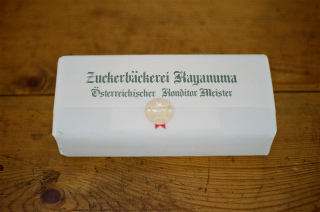 Zuckerbäckerei Kayanuma
Österreichischer Konditor Meister